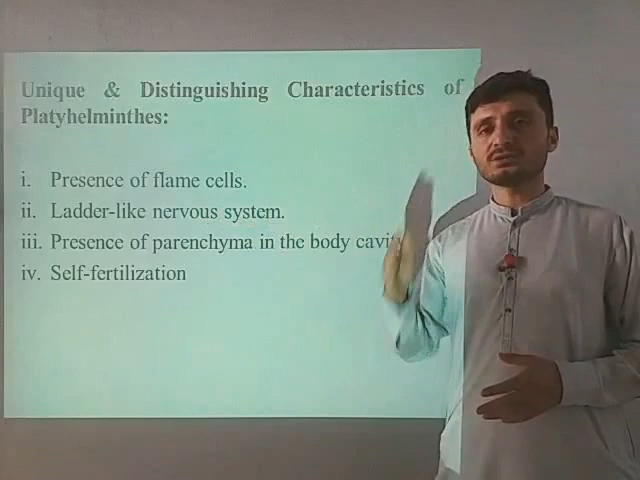 Unique & Distinguishing Characteristics of
Platyhelminthes:
i. Presence of flame cells.
ii. Ladder-like nervous system.
iii. Presence of parenchyma in the body
iv. Self-fertilization